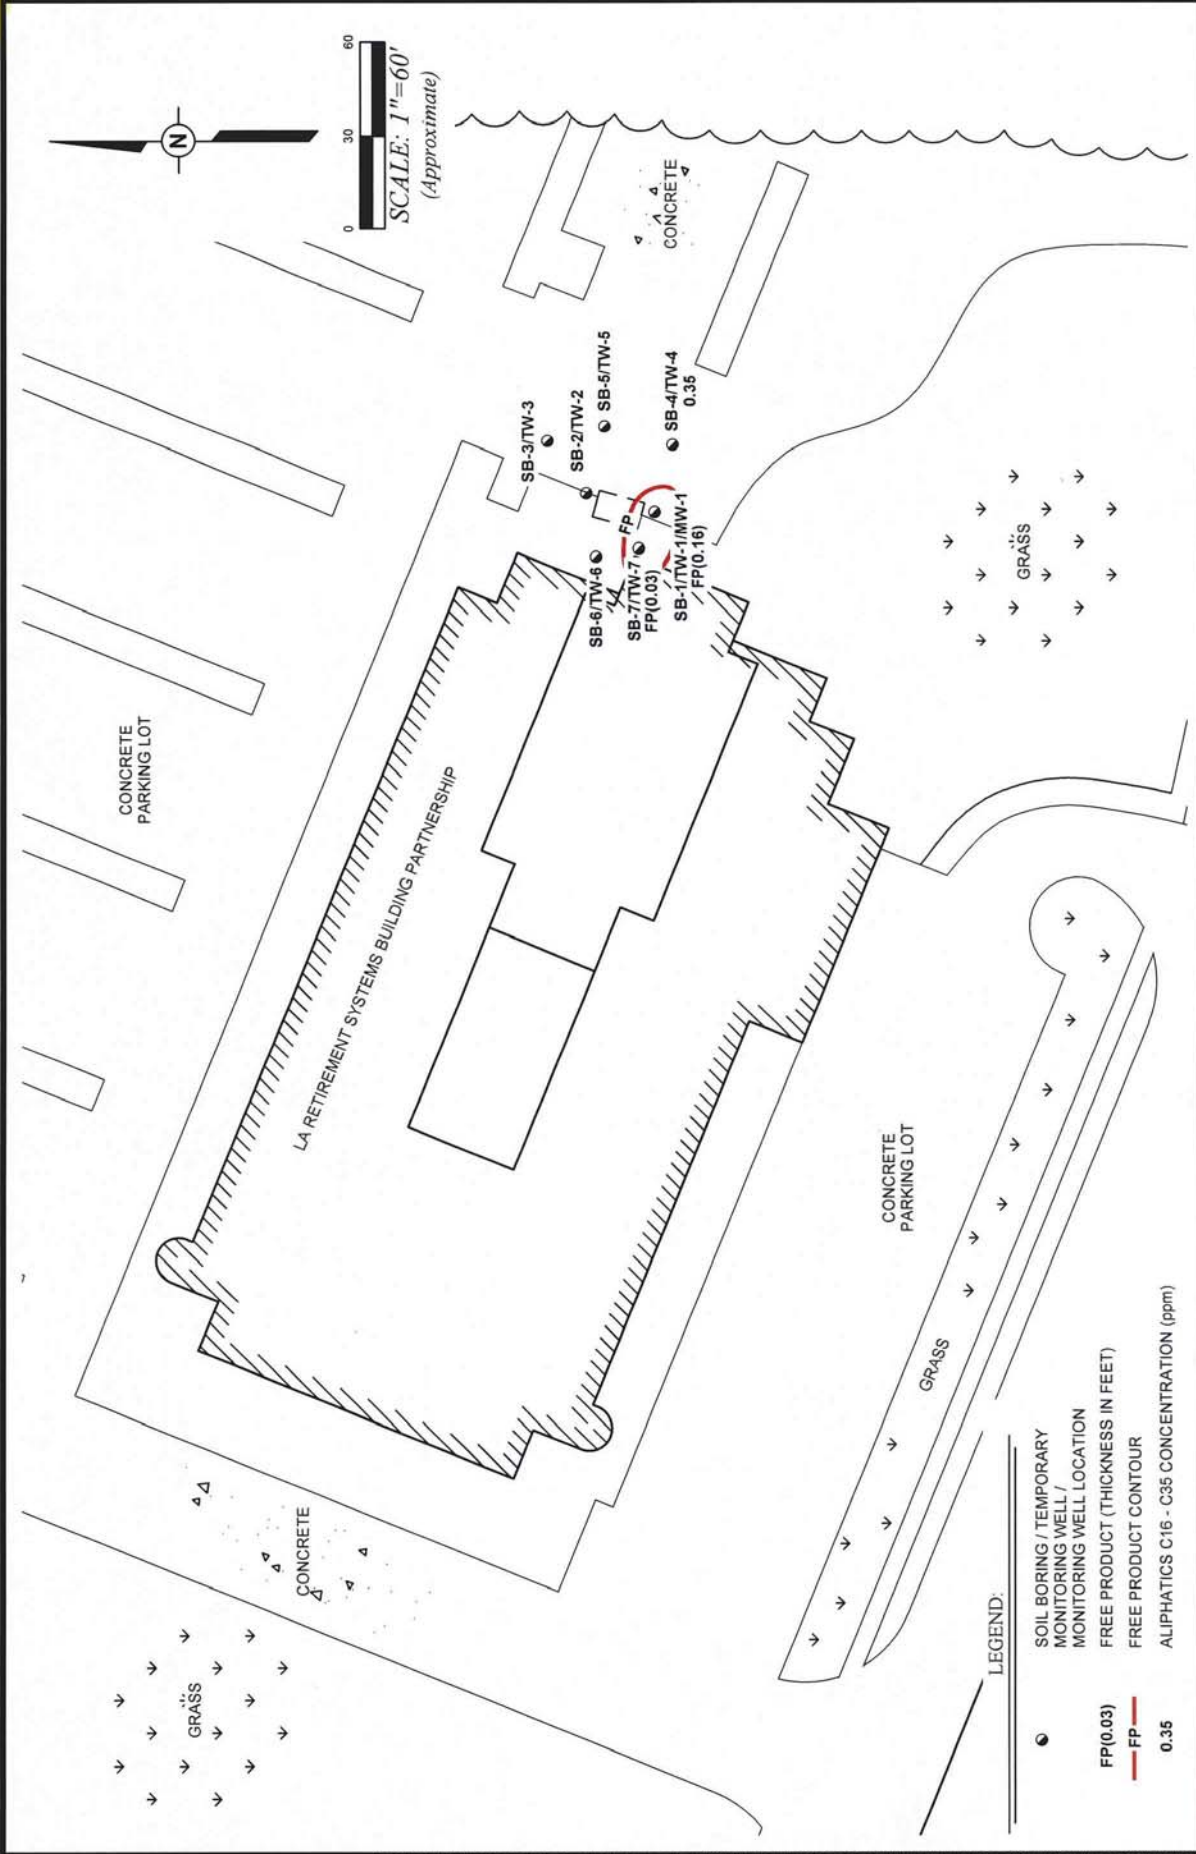 N
0 30 60
SCALE: 1"=60'
(Approximate)
CONCRETE
PARKING LOT
LA RETIREMENT SYSTEMS BUILDING PARTNERSHIP
SB-3/TW-3
SB-2/TW-2
SB-5/TW-5
SB-4/TW-4
0.35
SB-6/TW-6
FP
SB-7/TW-7
FP(0.03)
SB-1/TW-1/MW-1
FP(0.16)
CONCRETE
GRASS
CONCRETE
PARKING LOT
GRASS
CONCRETE
GRASS
LEGEND:
SOIL BORING / TEMPORARY
MONITORING WELL /
MONITORING WELL LOCATION
FP(0.03) FREE PRODUCT (THICKNESS IN FEET)
FP FREE PRODUCT CONTOUR
0.35 ALIPHATICS C16 - C35 CONCENTRATION (ppm)